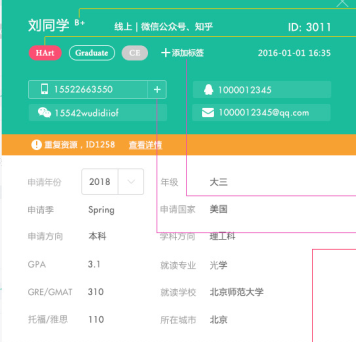 刘同学 B+ 线上 | 微信公众号、知乎 ID: 3011
HArt Graduate CE +添加标签 2016-01-01 16:35
15522663550 + 1000012345
15542wudidiiof 1000012345@qq.com
重复资源，ID1258 查看详情
申请年份 2018 年级 大三
申请季 Spring 申请国家 美国
申请方向 本科 学科方向 理工科
GPA 3.1 就读专业 光学
GRE/GMAT 310 就读学校 北京师范大学
托福/雅思 110 所在城市 北京